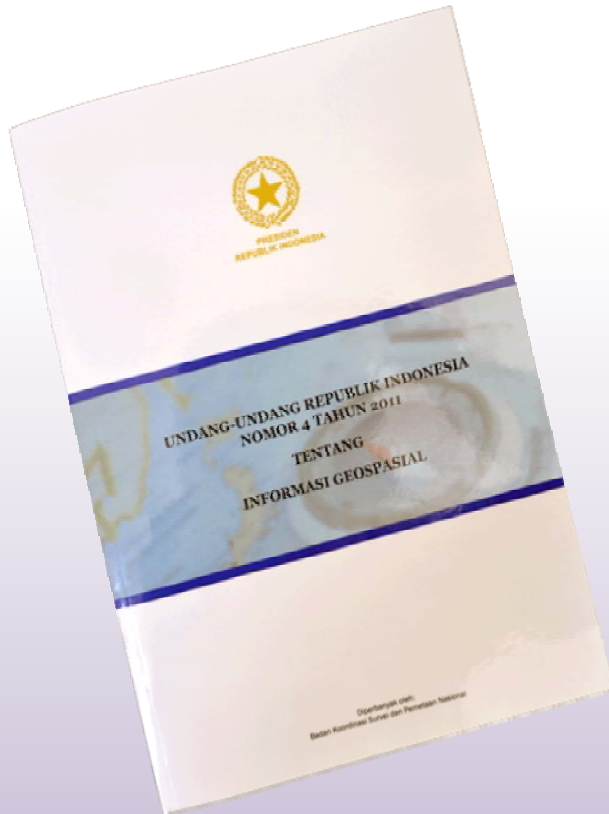 PRESIDEN
REPUBLIK INDONESIA
UNDANG-UNDANG REPUBLIK INDONESIA
NOMOR 4 TAHUN 2011
TENTANG
INFORMASI GEOSPASIAL
Diperbanyak oleh:
Badan Koordinasi Survei dan Pemetaan Nasional